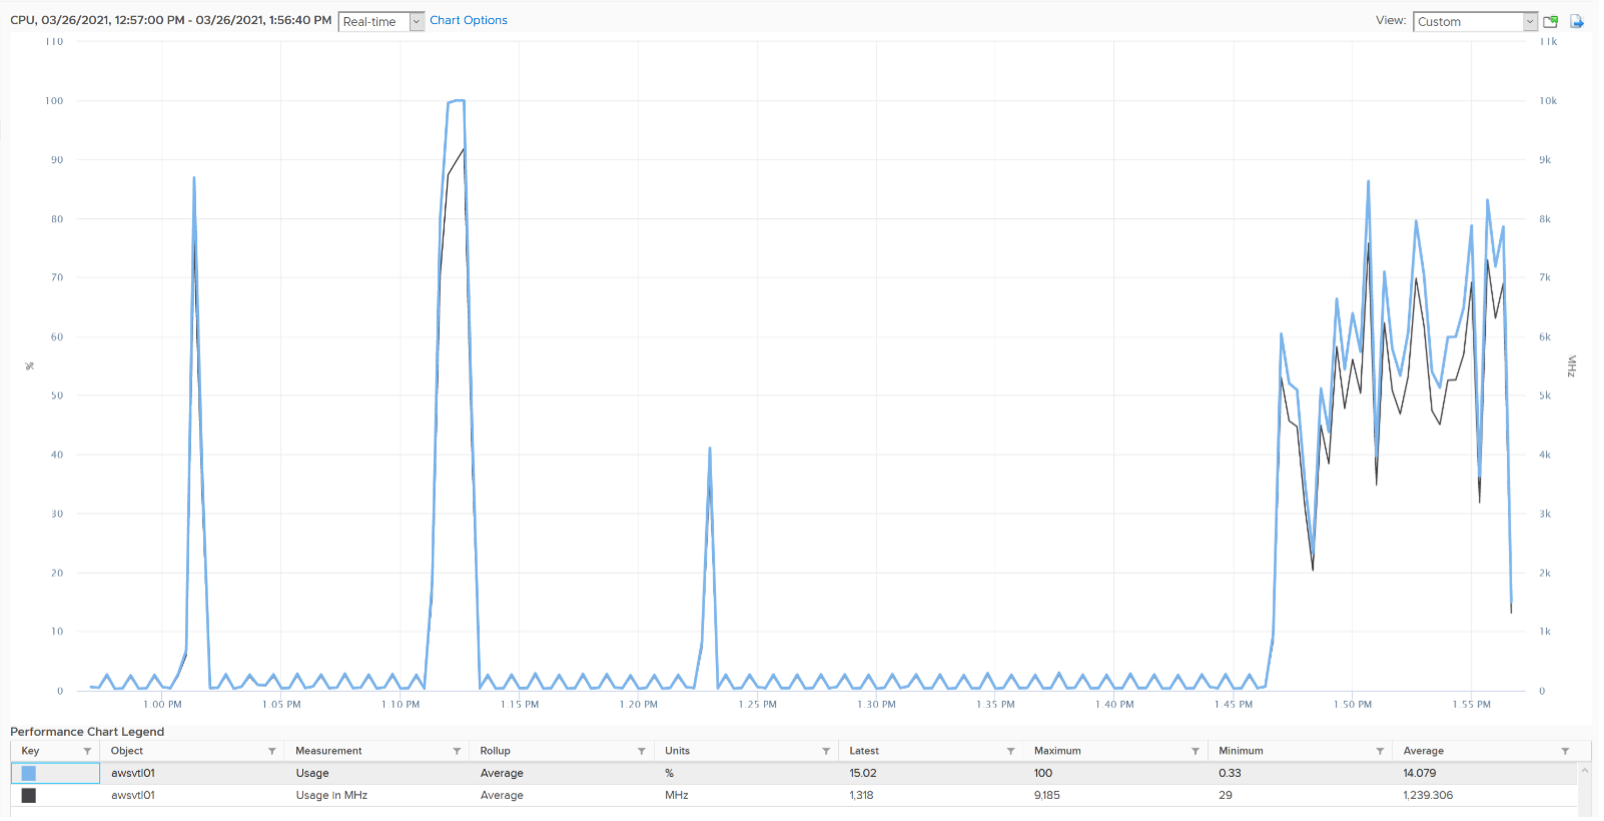 CPU, 03/26/2021, 12:57:00 PM - 03/26/2021, 1:56:40 PM Real-time Chart Options View: Custom
110 11k
100 10k
90 9k
80 8k
70 7k
60 6k
% MHz
50 5k
40 4k
30 3k
20 2k
10 1k
0 0
1:00 PM 1:05 PM 1:10 PM 1:15 PM 1:20 PM 1:25 PM 1:30 PM 1:35 PM 1:40 PM 1:45 PM 1:50 PM 1:55 PM
Performance Chart Legend
Key Object Measurement Rollup Units Latest Maximum Minimum Average
awsvtl01 Usage Average % 15.02 100 0.33 14.079
awsvtl01 Usage in MHz Average MHz 1,318 9,185 29 1,239.306